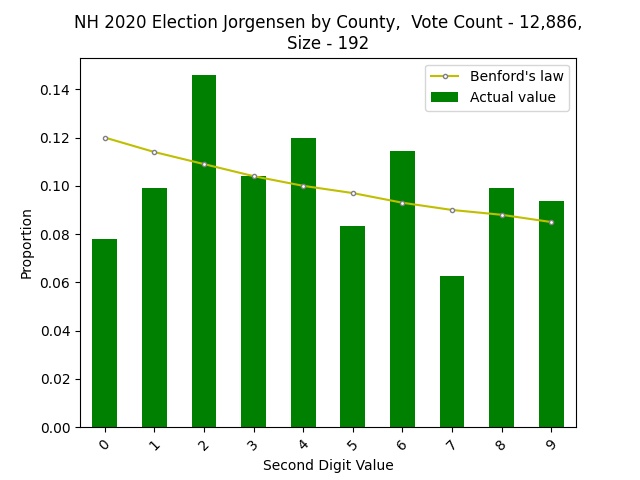 NH 2020 Election Jorgensen by County,  Vote Count - 12,886,
Size - 192
Benford's law
Actual value
0.14
0.12
0.10
0.08
0.06
0.04
0.02
0.00
Proportion
0 1 2 3 4 5 6 7 8 9
Second Digit Value